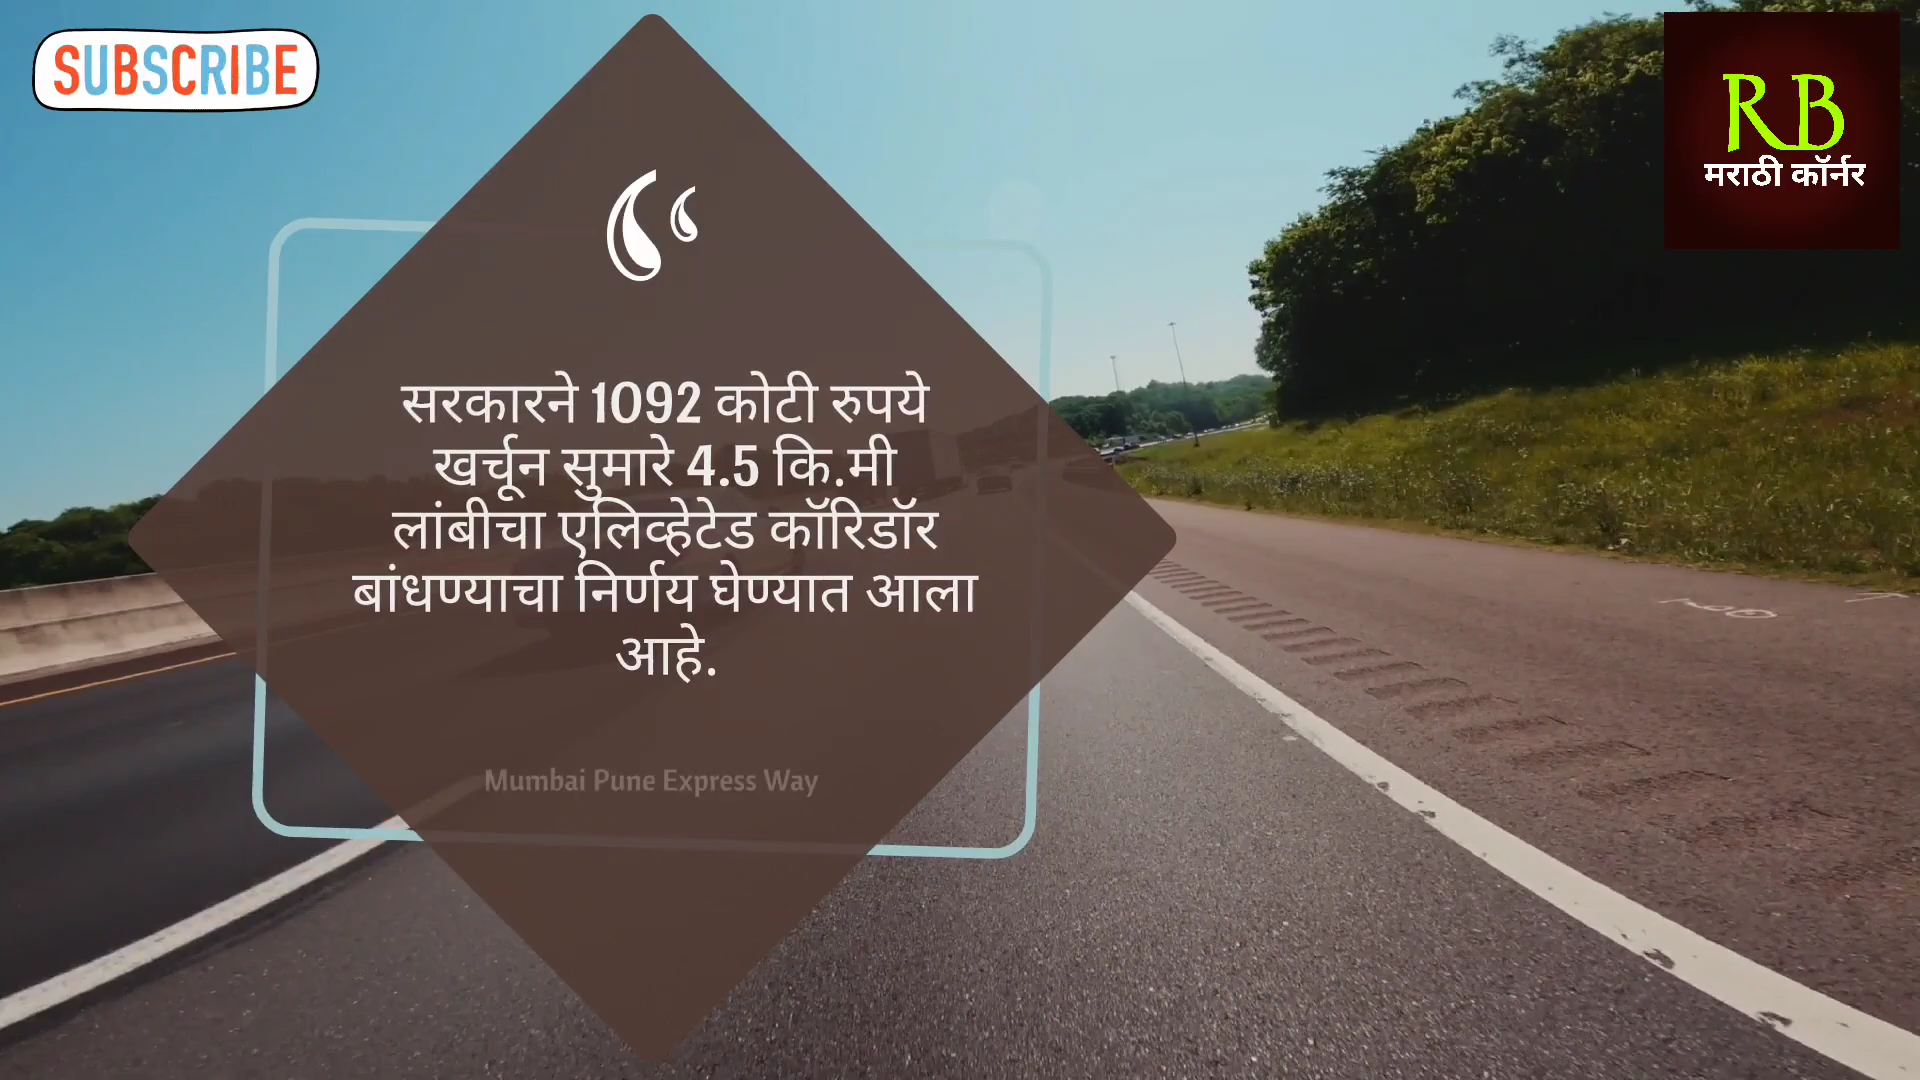 SUBSCRIBE
RB
मराठी कॉर्नर
“
सरकारने 1092 कोटी रुपये
खर्चून सुमारे 4.5 कि.मी
लांबीचा एलिव्हेटेड कॉरिडॉर
बांधण्याचा निर्णय घेण्यात आला
आहे.
Mumbai Pune Express Way